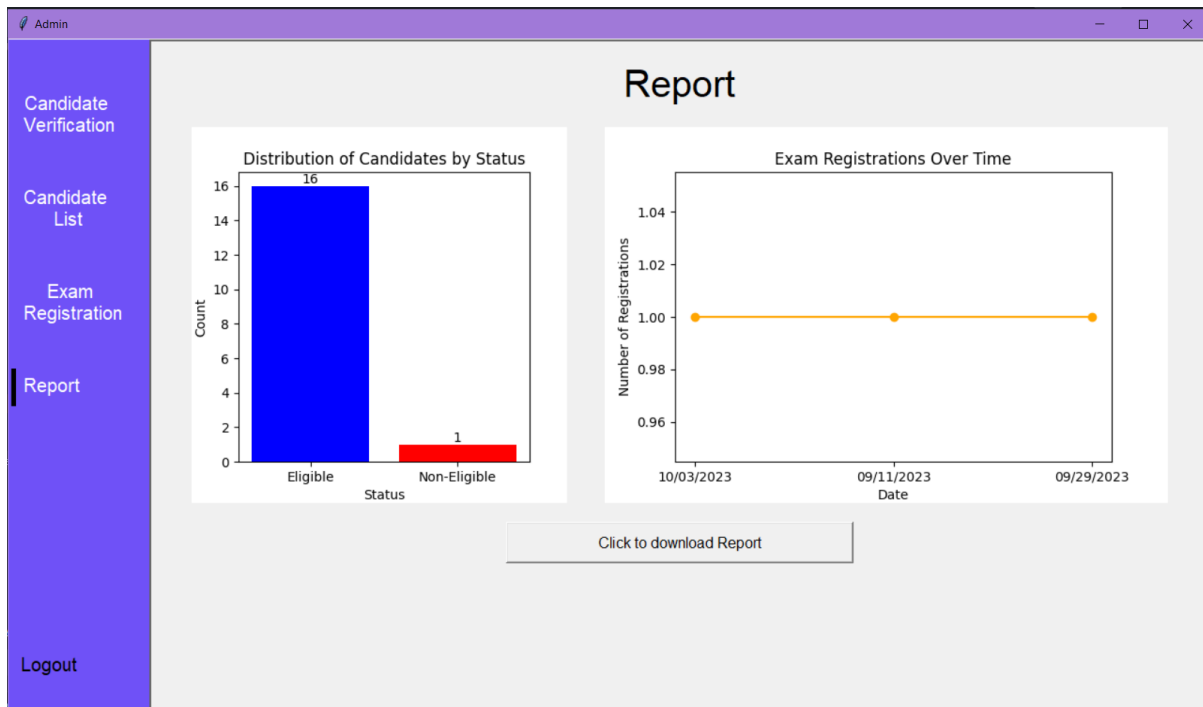 Admin
Candidate
Verification
Candidate
List
Exam
Registration
Report
Logout
Report
Distribution of Candidates by Status
16
1
16
14
12
10
8
6
4
2
0
Count
Eligible
Non-Eligible
Status
Exam Registrations Over Time
1.04
1.02
1.00
0.98
0.96
Number of Registrations
10/03/2023
09/11/2023
09/29/2023
Date
Click to download Report